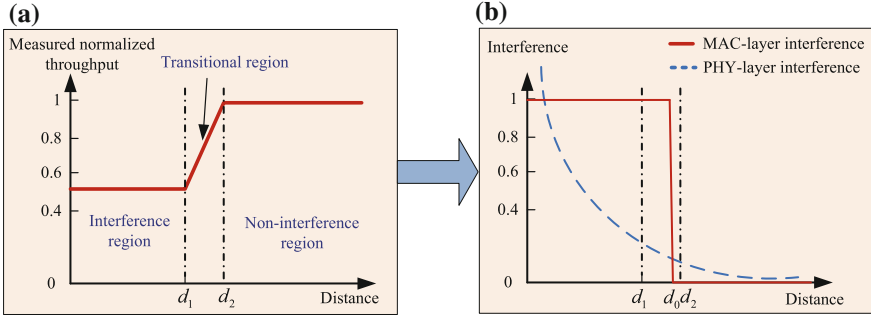 (a)
Measured normalized
throughput
Transitional region
1
0.8
0.6
0.4
0
Interference
region
Non-interference
region
d1
d2
Distance
(b)
Interference
MAC-layer interference
PHY-layer interference
1
0.8
0.6
0.4
0
d1
d0d2
Distance